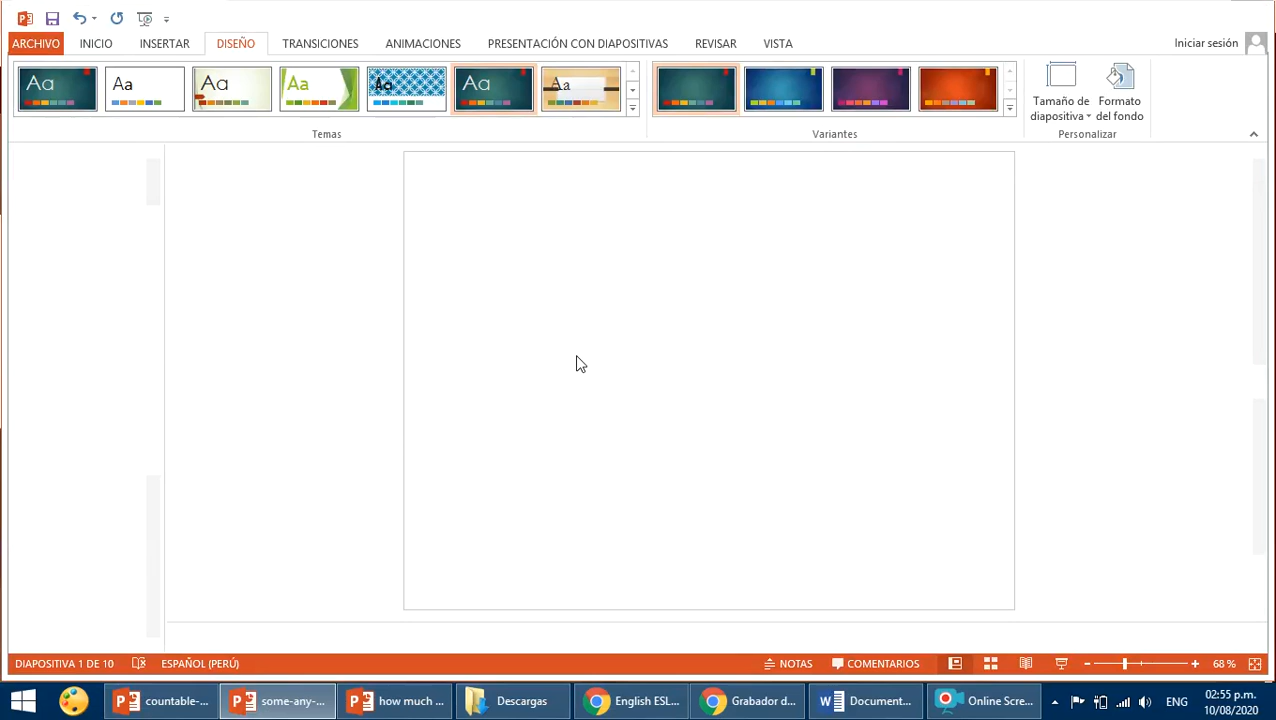 ARCHIVO INICIO INSERTAR DISEÑO TRANSICIONES ANIMACIONES PRESENTACIÓN CON DIAPOSITIVAS REVISAR VISTA Iniciar sesión
Aa Aa Aa Aa Aa Aa Aa
Tamaño de diapositiva
Formato del fondo
Temas Variantes Personalizar
DIAPOSITIVA 1 DE 10 ESPAÑOL (PERÚ) NOTAS COMENTARIOS 68 %
countable-... some-any-... how much ... Descargas English ESL... Grabador d... Document... Online Scre... ENG 02:55 p.m.
10/08/2020